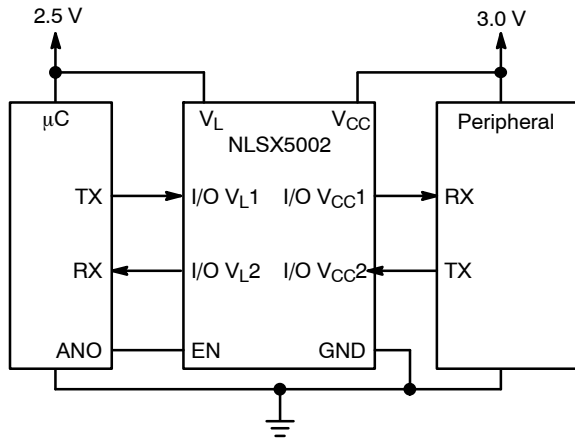 2.5 V
3.0 V
μC
V_L
V_CC
Peripheral
NLSX5002
TX
I/O V_L1
I/O V_CC1
RX
RX
I/O V_L2
I/O V_CC2
TX
ANO
EN
GND